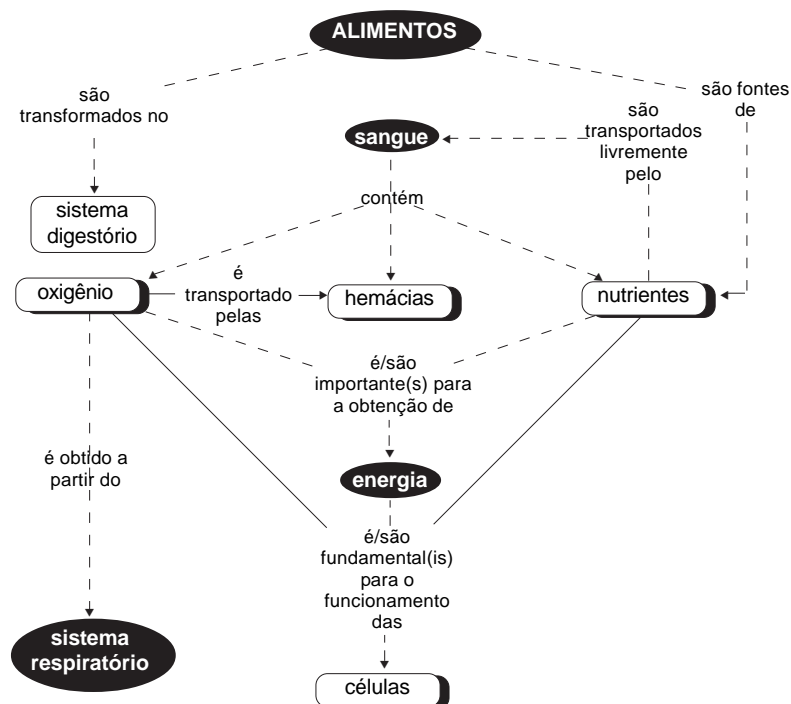 ALIMENTOS
são
transformados no
são fontes
de
são
transportados
livremente
pelo
sangue
contém
sistema
digestório
oxigênio
é
transportado
pelas
hemácias
nutrientes
é/são
importante(s) para
a obtenção de
é obtido a
partir do
energia
é/são
fundamental(is)
para o
funcionamento
das
sistema
respiratório
células